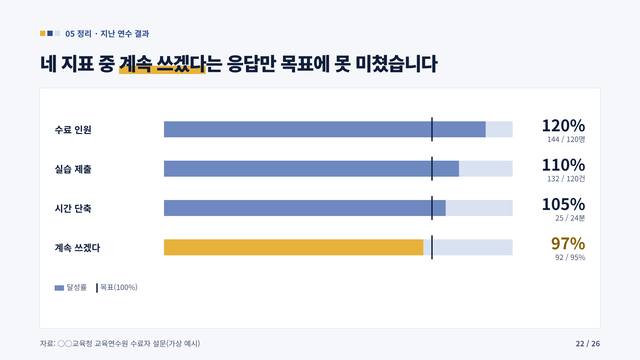 05 정리 · 지난 연수 결과
네 지표 중 계속 쓰겠다는 응답만 목표에 못 미쳤습니다
수료 인원
120%
144 / 120명
실습 제출
110%
132 / 120건
시간 단축
105%
25 / 24분
계속 쓰겠다
97%
92 / 95%
달성률 목표(100%)
자료: ○○교육청 교육연수원 수료자 설문(가상 예시)
22 / 26